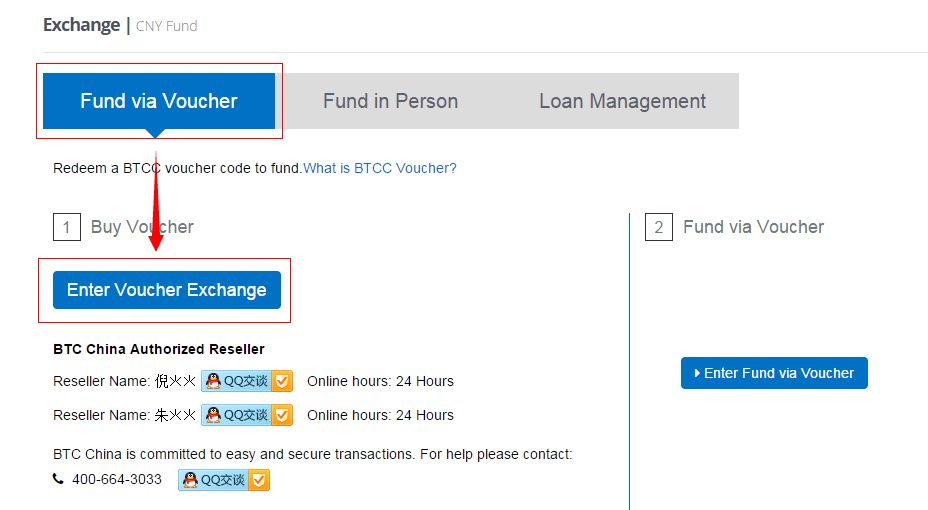 Exchange | CNY Fund
Fund via Voucher
Fund in Person
Loan Management
Redeem a BTCC voucher code to fund.What is BTCC Voucher?
1 Buy Voucher
Enter Voucher Exchange
BTC China Authorized Reseller
Reseller Name: 倪火火 QQ交谈 Online hours: 24 Hours
Reseller Name: 朱火火 QQ交谈 Online hours: 24 Hours
BTC China is committed to easy and secure transactions. For help please contact:
400-664-3033 QQ交谈
2 Fund via Voucher
Enter Fund via Voucher